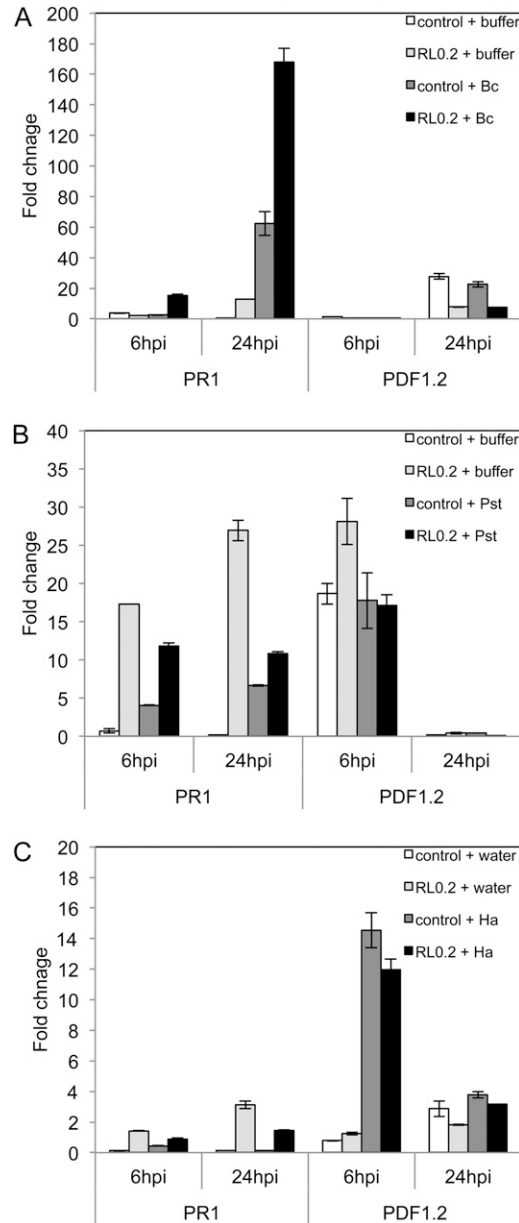 A
Fold chnage
200
180
160
140
120
100
80
60
40
20
0
control + buffer
RL0.2 + buffer
control + Bc
RL0.2 + Bc
6hpi 24hpi 6hpi 24hpi
PR1 PDF1.2
B
Fold change
40
35
30
25
20
15
10
5
0
control + buffer
RL0.2 + buffer
control + Pst
RL0.2 + Pst
6hpi 24hpi 6hpi 24hpi
PR1 PDF1.2
C
Fold chnage
20
18
16
14
12
10
8
6
4
2
0
control + water
RL0.2 + water
control + Ha
RL0.2 + Ha
6hpi 24hpi 6hpi 24hpi
PR1 PDF1.2